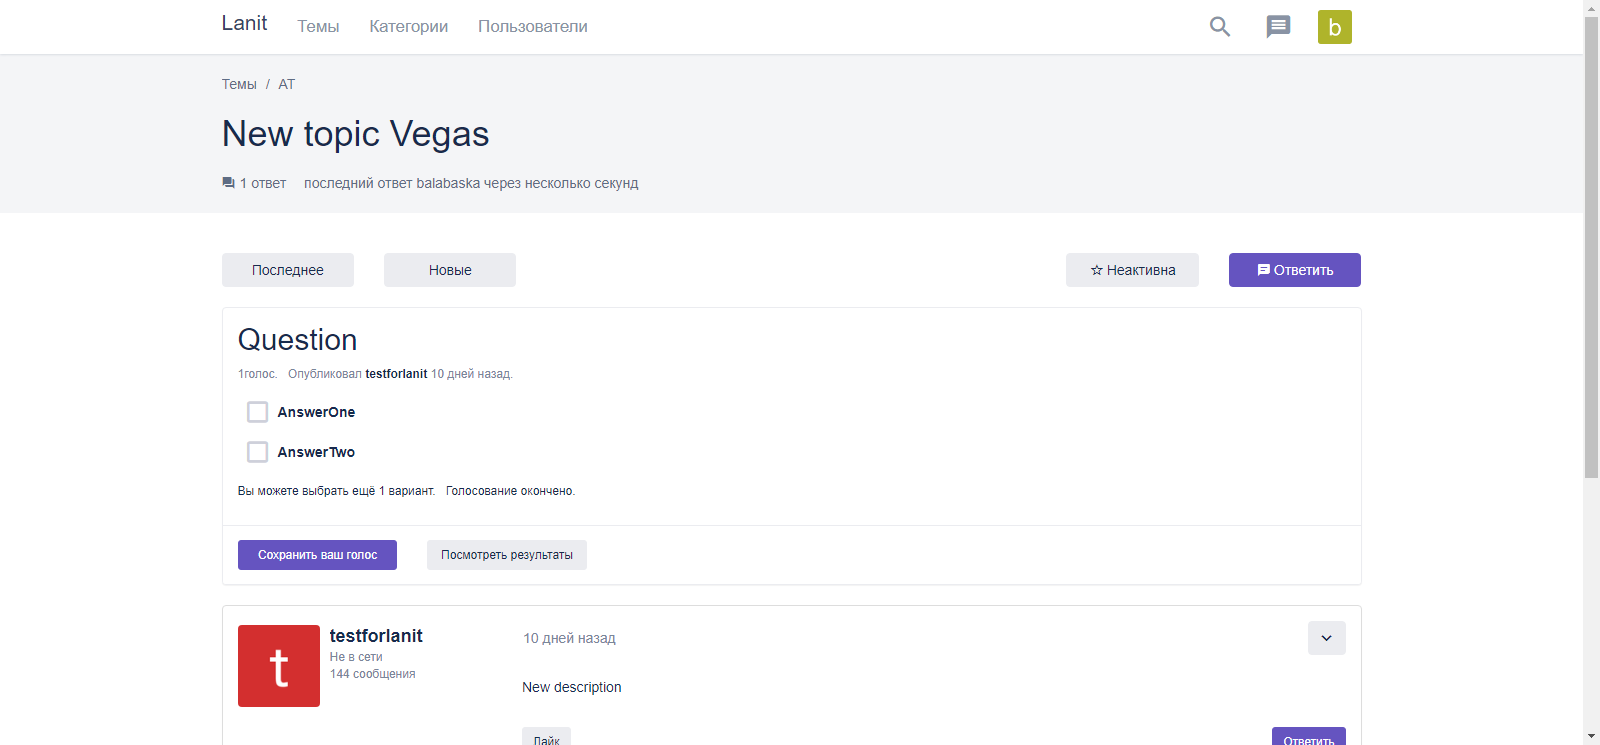 Lanit Темы Категории Пользователи b
Темы / AT
New topic Vegas
1 ответ последний ответ balabaska через несколько секунд
Последнее Новые Неактивна Ответить
Question
1голос. Опубликовал testforlanit 10 дней назад.
AnswerOne
AnswerTwo
Вы можете выбрать ещё 1 вариант. Голосование окончено.
Сохранить ваш голос Посмотреть результаты
t testforlanit 10 дней назад
Не в сети
144 сообщения
New description
Лайк Ответить